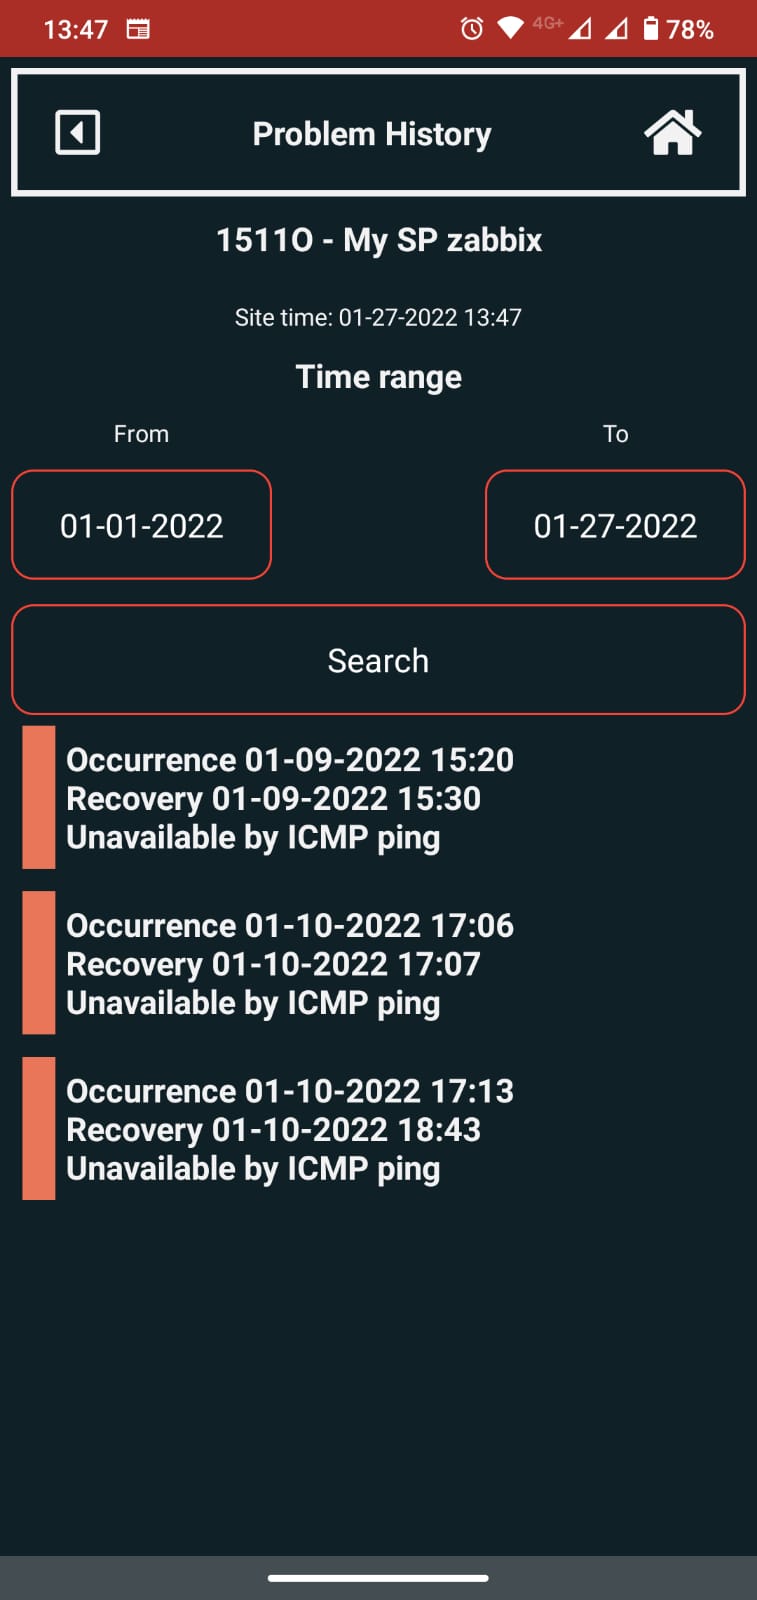 13:47 4G+ 78%
Problem History
15110 - My SP zabbix
Site time: 01-27-2022 13:47
Time range
From To
01-01-2022 01-27-2022
Search
Occurrence 01-09-2022 15:20
Recovery 01-09-2022 15:30
Unavailable by ICMP ping
Occurrence 01-10-2022 17:06
Recovery 01-10-2022 17:07
Unavailable by ICMP ping
Occurrence 01-10-2022 17:13
Recovery 01-10-2022 18:43
Unavailable by ICMP ping